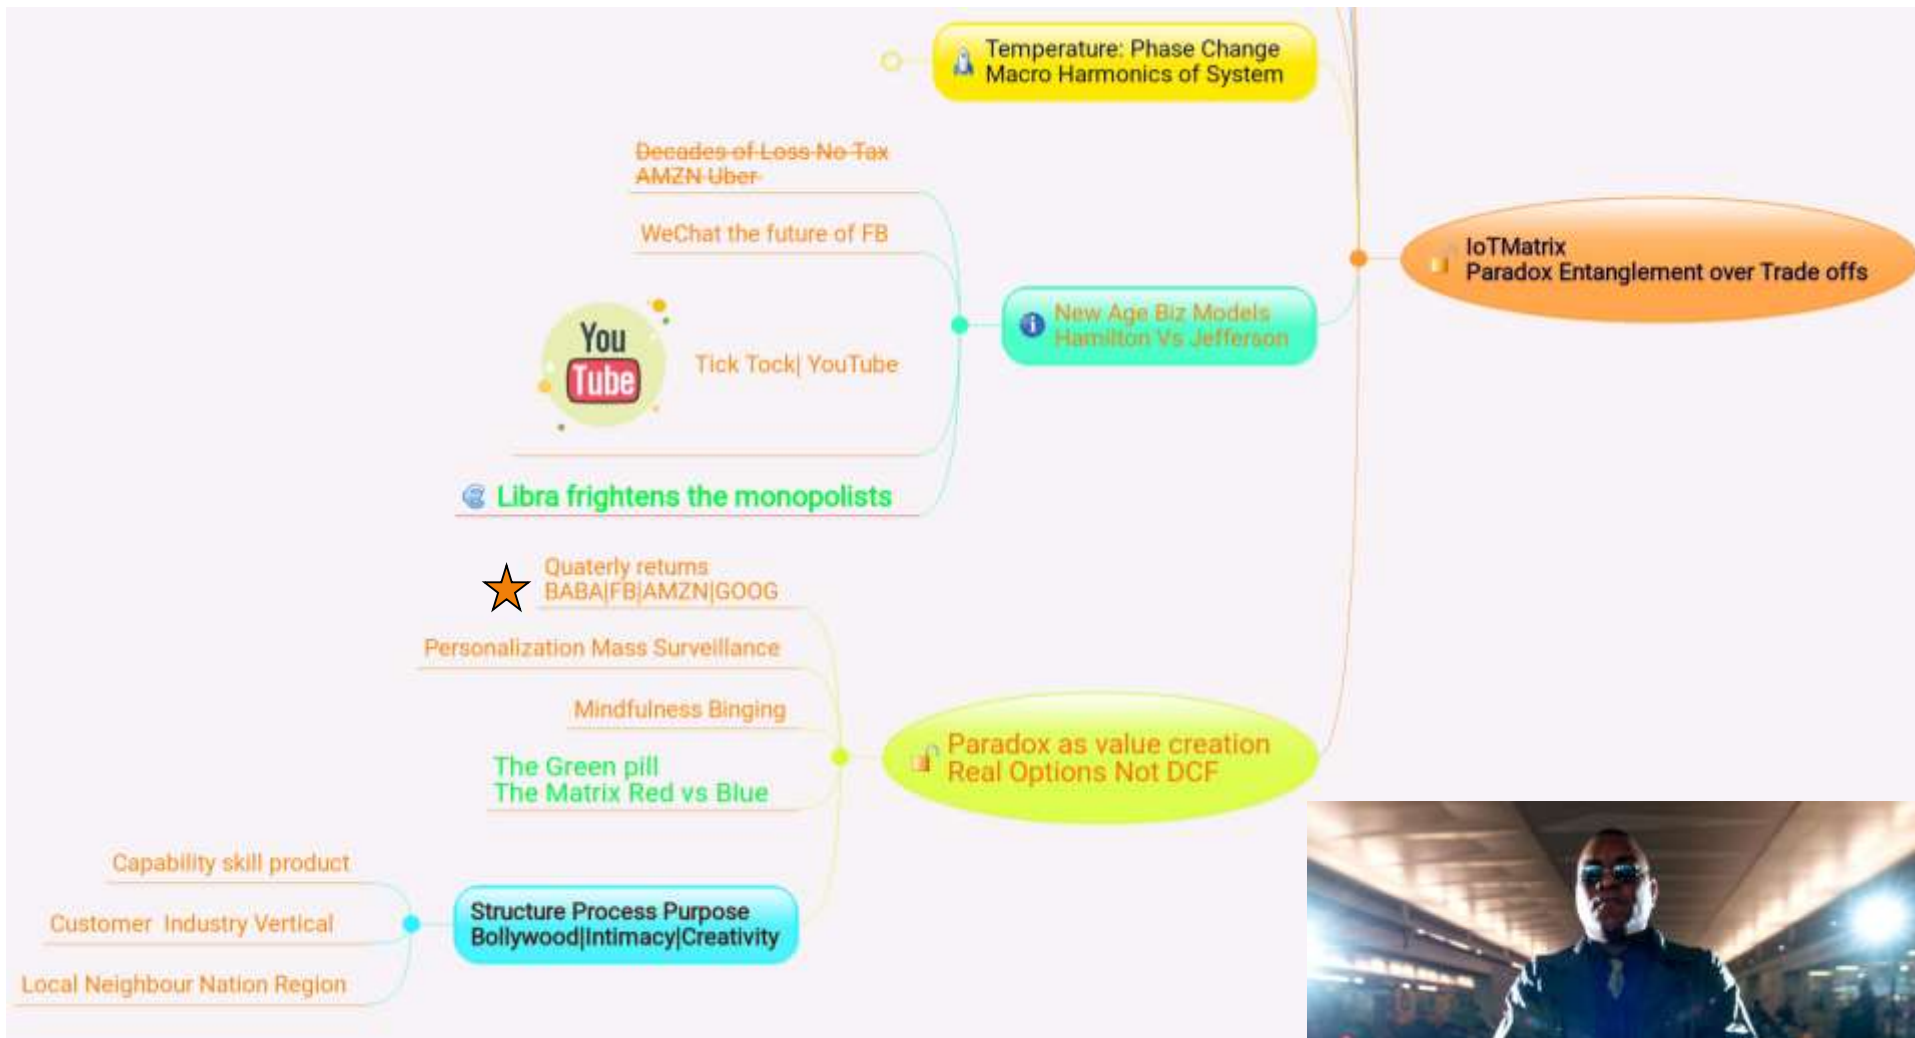 Temperature: Phase Change
Macro Harmonics of System
Decades of Loss No Tax
AMZN Uber
WeChat the future of FB
IoTMatrix
Paradox Entanglement over Trade offs
New Age Biz Models
Hamilton Vs Jefferson
You
Tube
Tick Tock| YouTube
Libra frightens the monopolists
Quaterly returns
BABA|FB|AMZN|GOOG
Personalization Mass Surveillance
Mindfulness Binging
Paradox as value creation
Real Options Not DCF
The Green pill
The Matrix Red vs Blue
Capability skill product
Structure Process Purpose
Bollywood|Intimacy|Creativity
Customer  Industry Vertical
Local Neighbour Nation Region